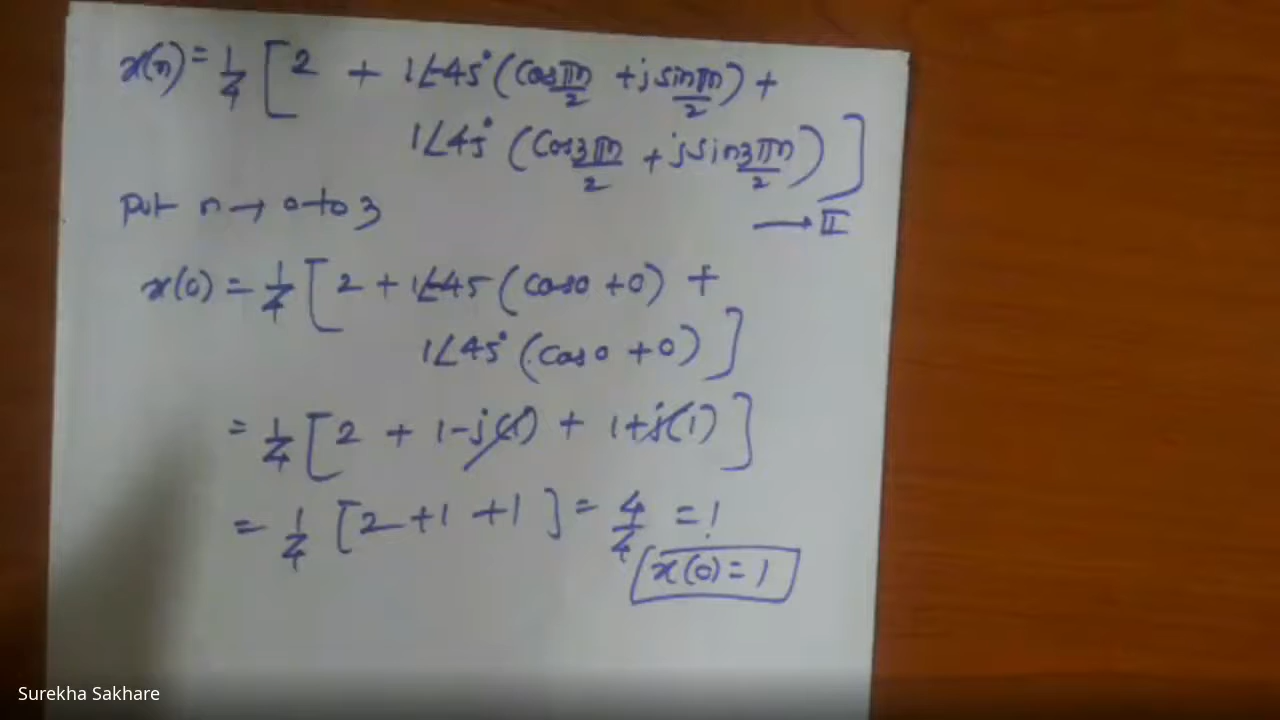 x(n) = 1/4 [ 2 + 1∠-45° (cos πn/2 + j sin πn/2) +
1∠45° (cos 3πn/2 + j sin 3πn/2) ]
put n → 0 to 3
→ II
x(0) = 1/4 [ 2 + 1∠-45 (cos 0 + 0) +
1∠45° (cos 0 + 0) ]
= 1/4 [ 2 + 1 - j(1) + 1 + j(1) ]
= 1/4 [ 2 + 1 + 1 ] = 4/4 = 1
x(0) = 1
Surekha Sakhare